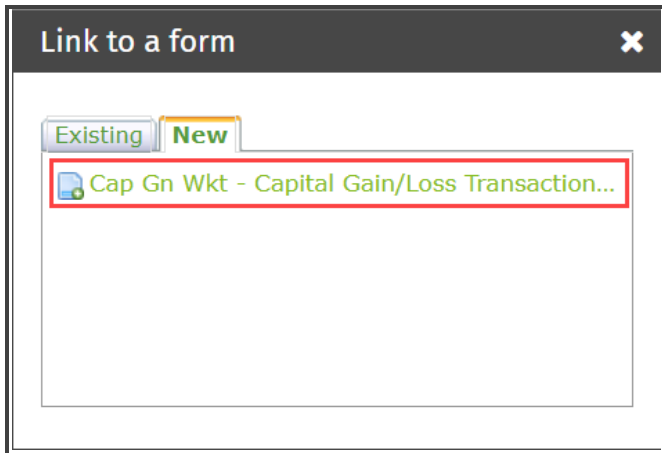 Link to a form
Existing New
Cap Gn Wkt - Capital Gain/Loss Transaction...